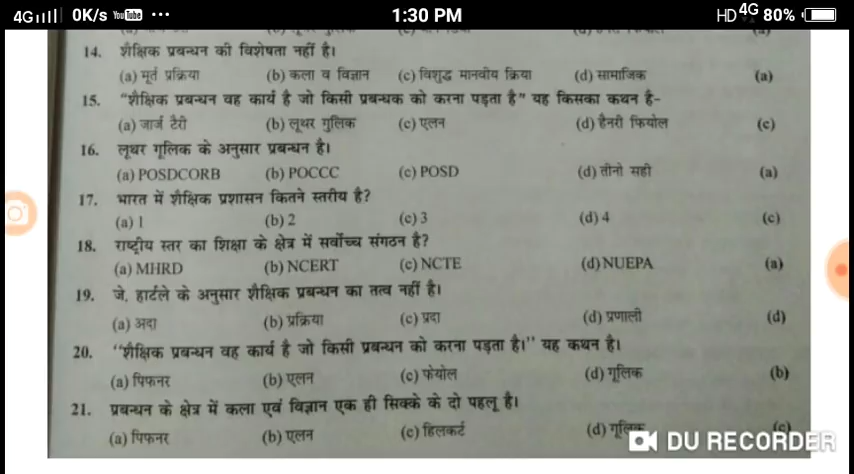 4G 0K/s YouTube ••• 1:30 PM HD 4G 80%
14. शैक्षिक प्रबन्धन की विशेषता नहीं है।
(a) मूर्त प्रक्रिया (b) कला व विज्ञान (c) विशुद्ध मानवीय क्रिया (d) सामाजिक (a)
15. "शैक्षिक प्रबन्धन वह कार्य है जो किसी प्रबन्धक को करना पड़ता है" यह किसका कथन है-
(a) जार्ज टैरी (b) लूथर गुलिक (c) एलन (d) हैनरी फियोल (c)
16. लूथर गूलिक के अनुसार प्रबन्धन है।
(a) POSDCORB (b) POCCC (c) POSD (d) तीनो सही (a)
17. भारत में शैक्षिक प्रशासन कितने स्तरीय है?
(a) 1 (b) 2 (c) 3 (d) 4 (c)
18. राष्ट्रीय स्तर का शिक्षा के क्षेत्र में सर्वोच्च संगठन है?
(a) MHRD (b) NCERT (c) NCTE (d) NUEPA (a)
19. जे. हार्टले के अनुसार शैक्षिक प्रबन्धन का तत्व नहीं है।
(a) अदा (b) प्रक्रिया (c) प्रदा (d) प्रणाली (d)
20. "शैक्षिक प्रबन्धन वह कार्य है जो किसी प्रबन्धन को करना पड़ता है।" यह कथन है।
(a) पिफनर (b) एलन (c) फेयोल (d) गूलिक (b)
21. प्रबन्धन के क्षेत्र में कला एवं विज्ञान एक ही सिक्के के दो पहलू है।
(a) पिफनर (b) एलन (c) हिलकर्ट (d) गूलिक (c)
DU RECORDER